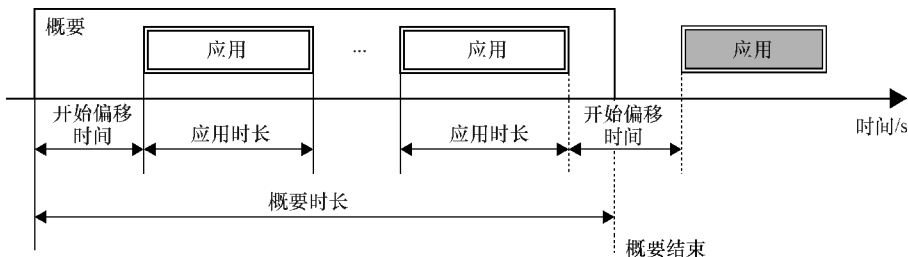 概要
应用
...
应用
应用
开始偏移
时间
应用时长
应用时长
开始偏移
时间
时间/s
概要时长
概要结束